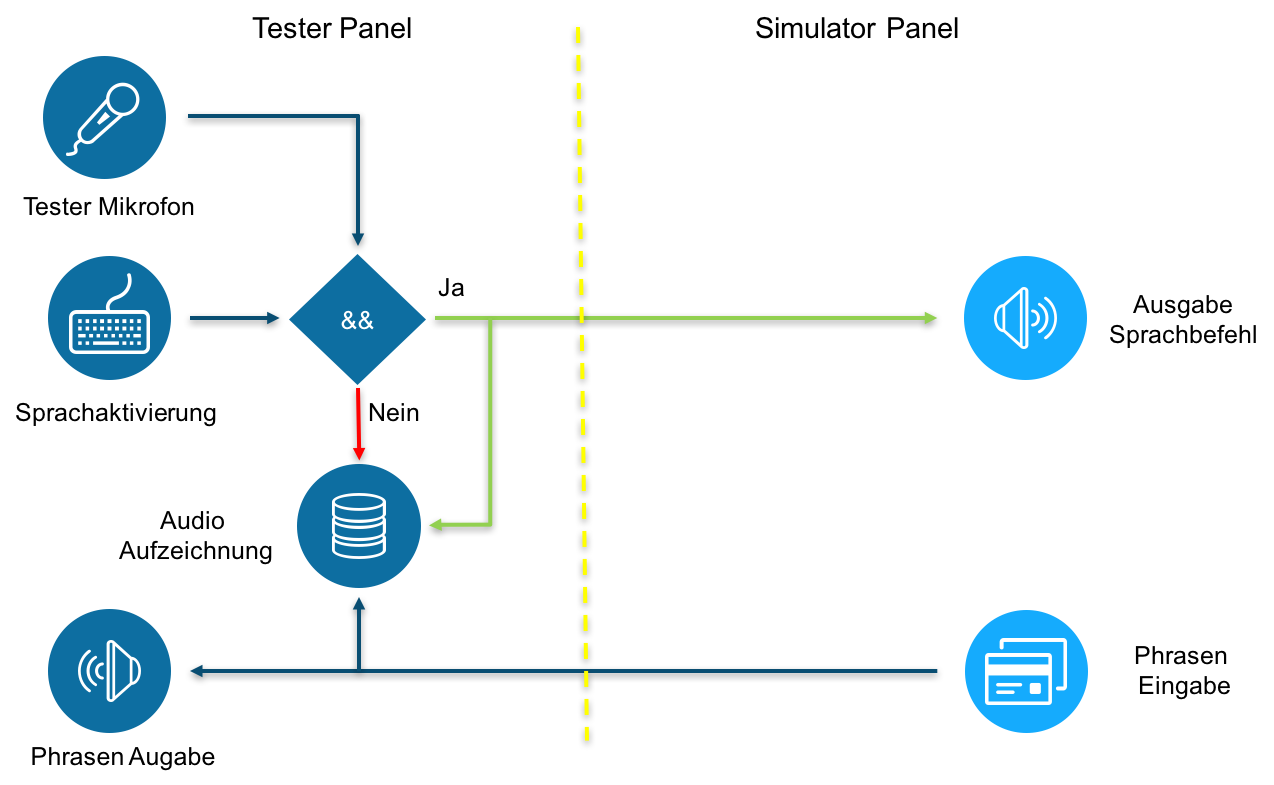 Tester Panel
Simulator Panel
Tester Mikrofon
Ja
&&
Ausgabe
Sprachbefehl
Sprachaktivierung
Nein
Audio
Aufzeichnung
Phrasen
Eingabe
Phrasen Augabe